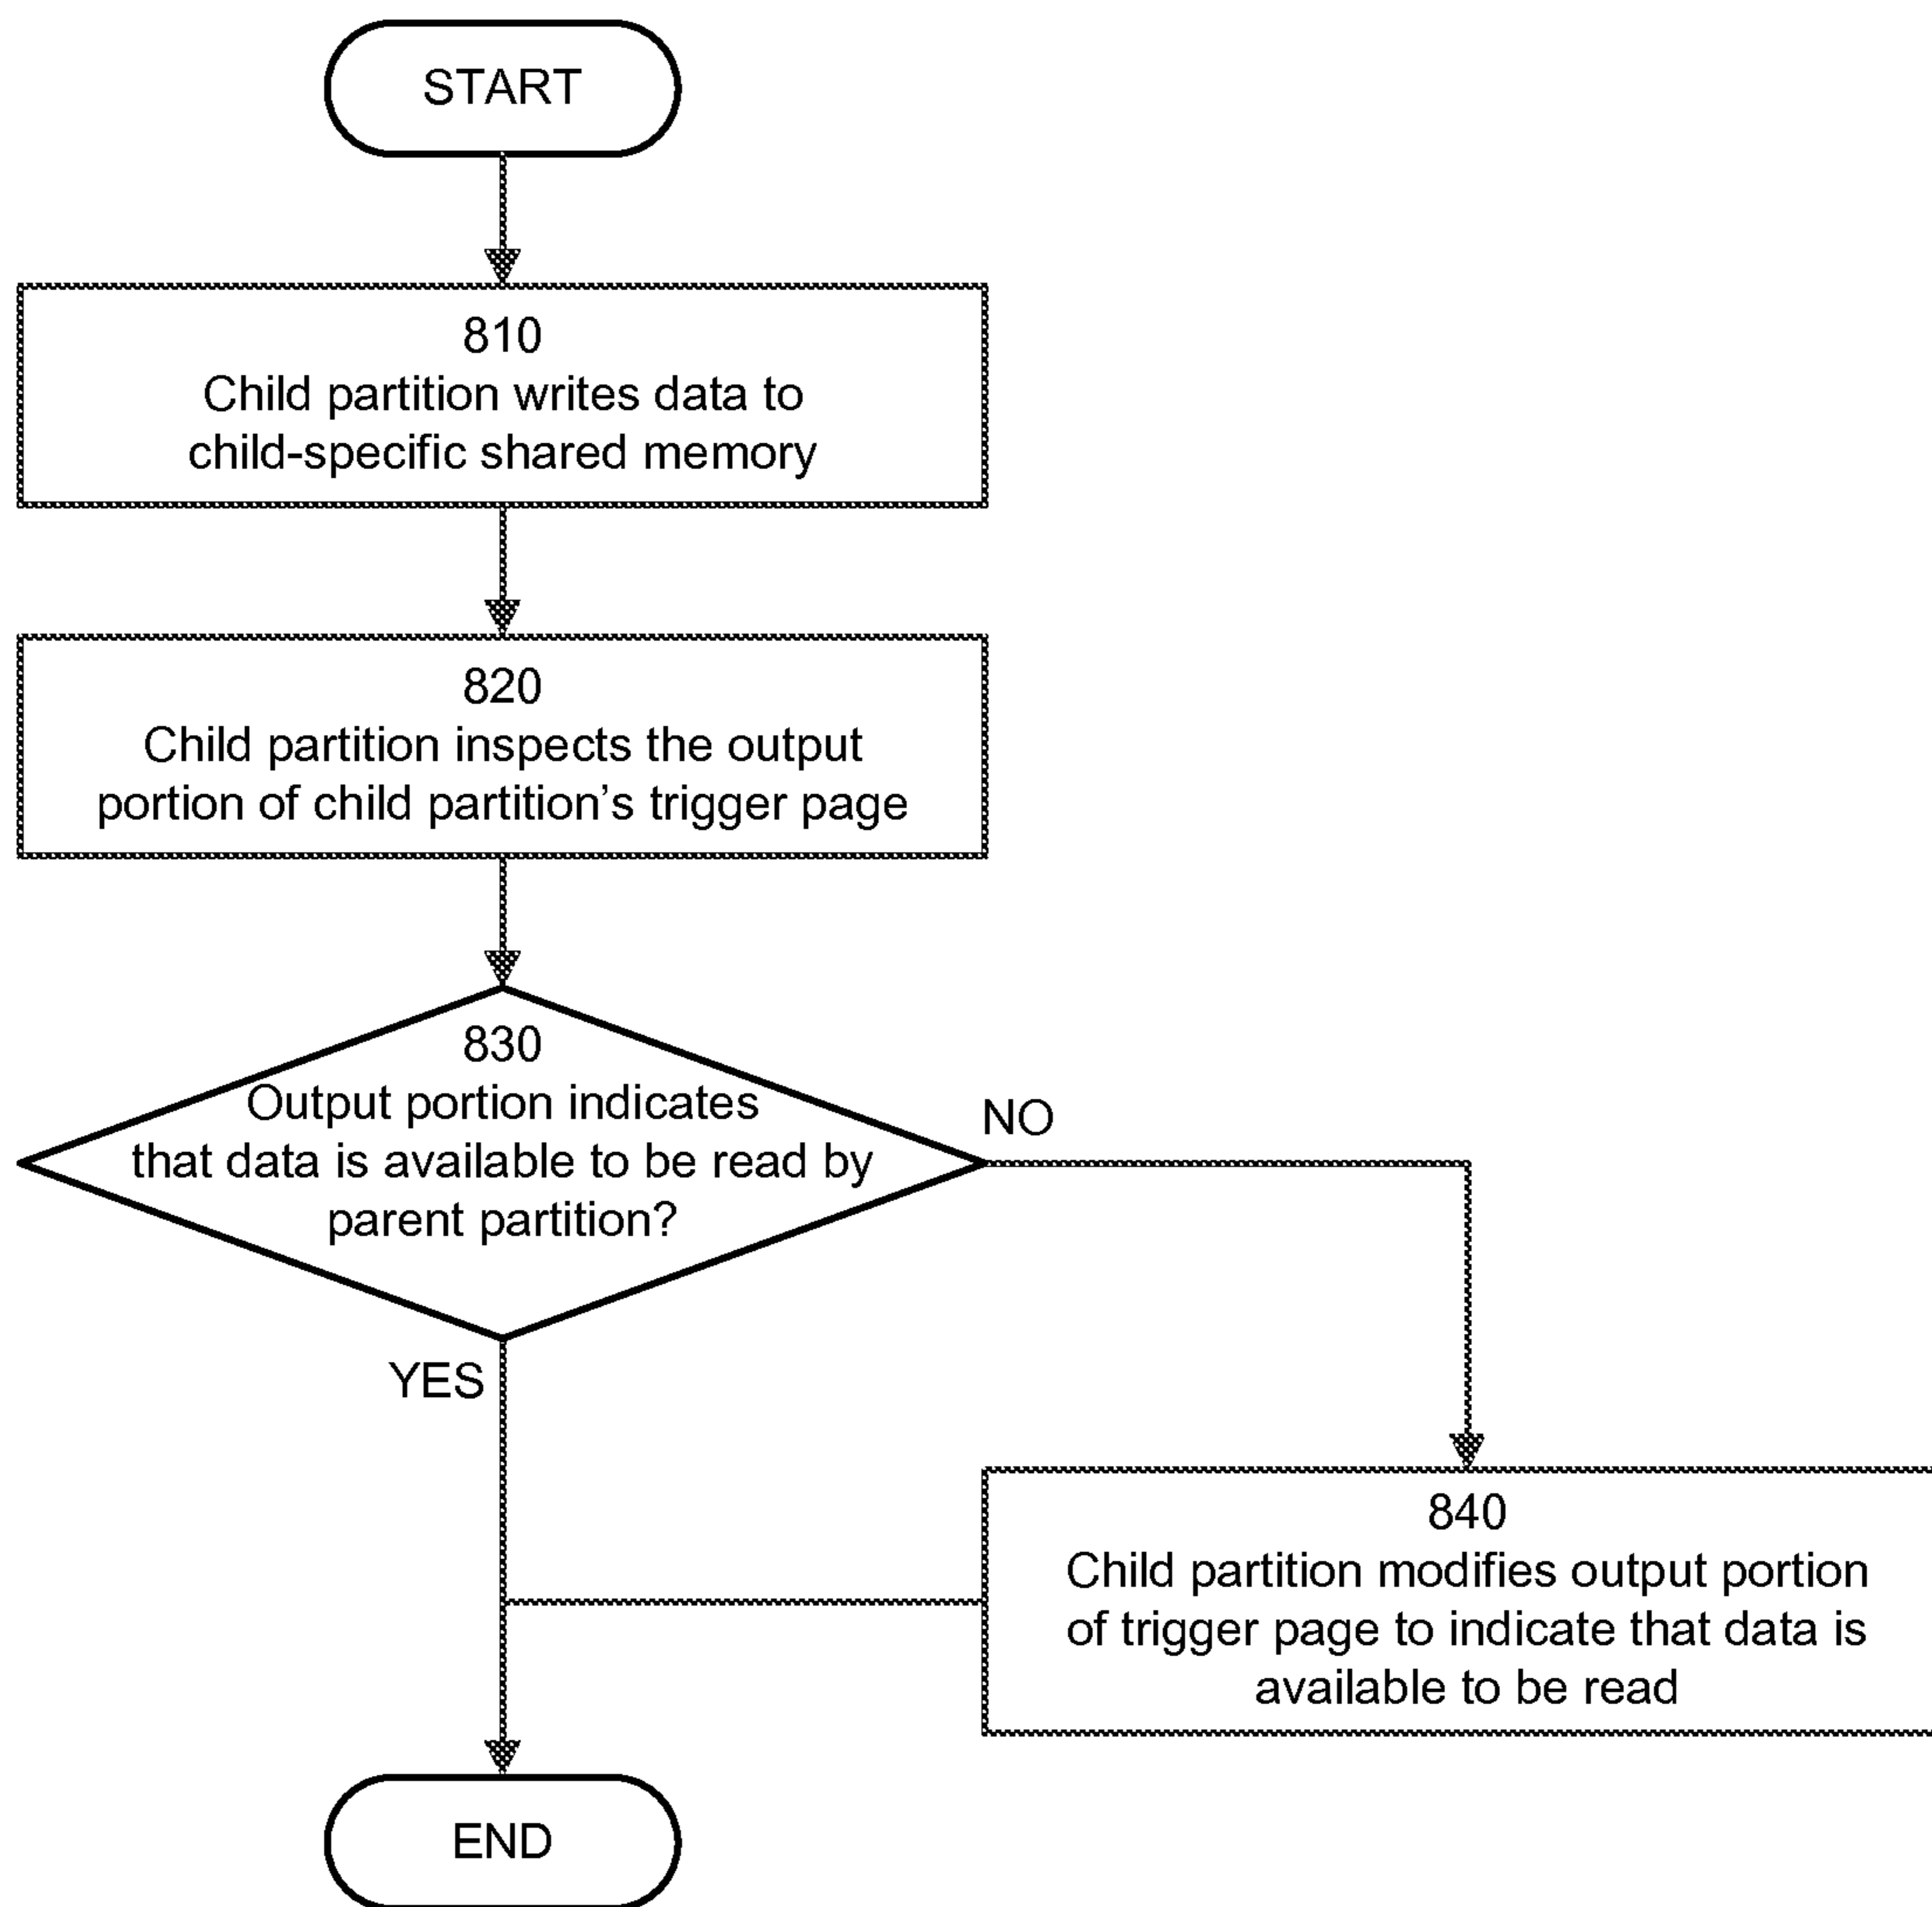 START
810
Child partition writes data to
child-specific shared memory
820
Child partition inspects the output
portion of child partition’s trigger page
830
Output portion indicates
that data is available to be read by
parent partition?
NO
YES
840
Child partition modifies output portion
of trigger page to indicate that data is
available to be read
END